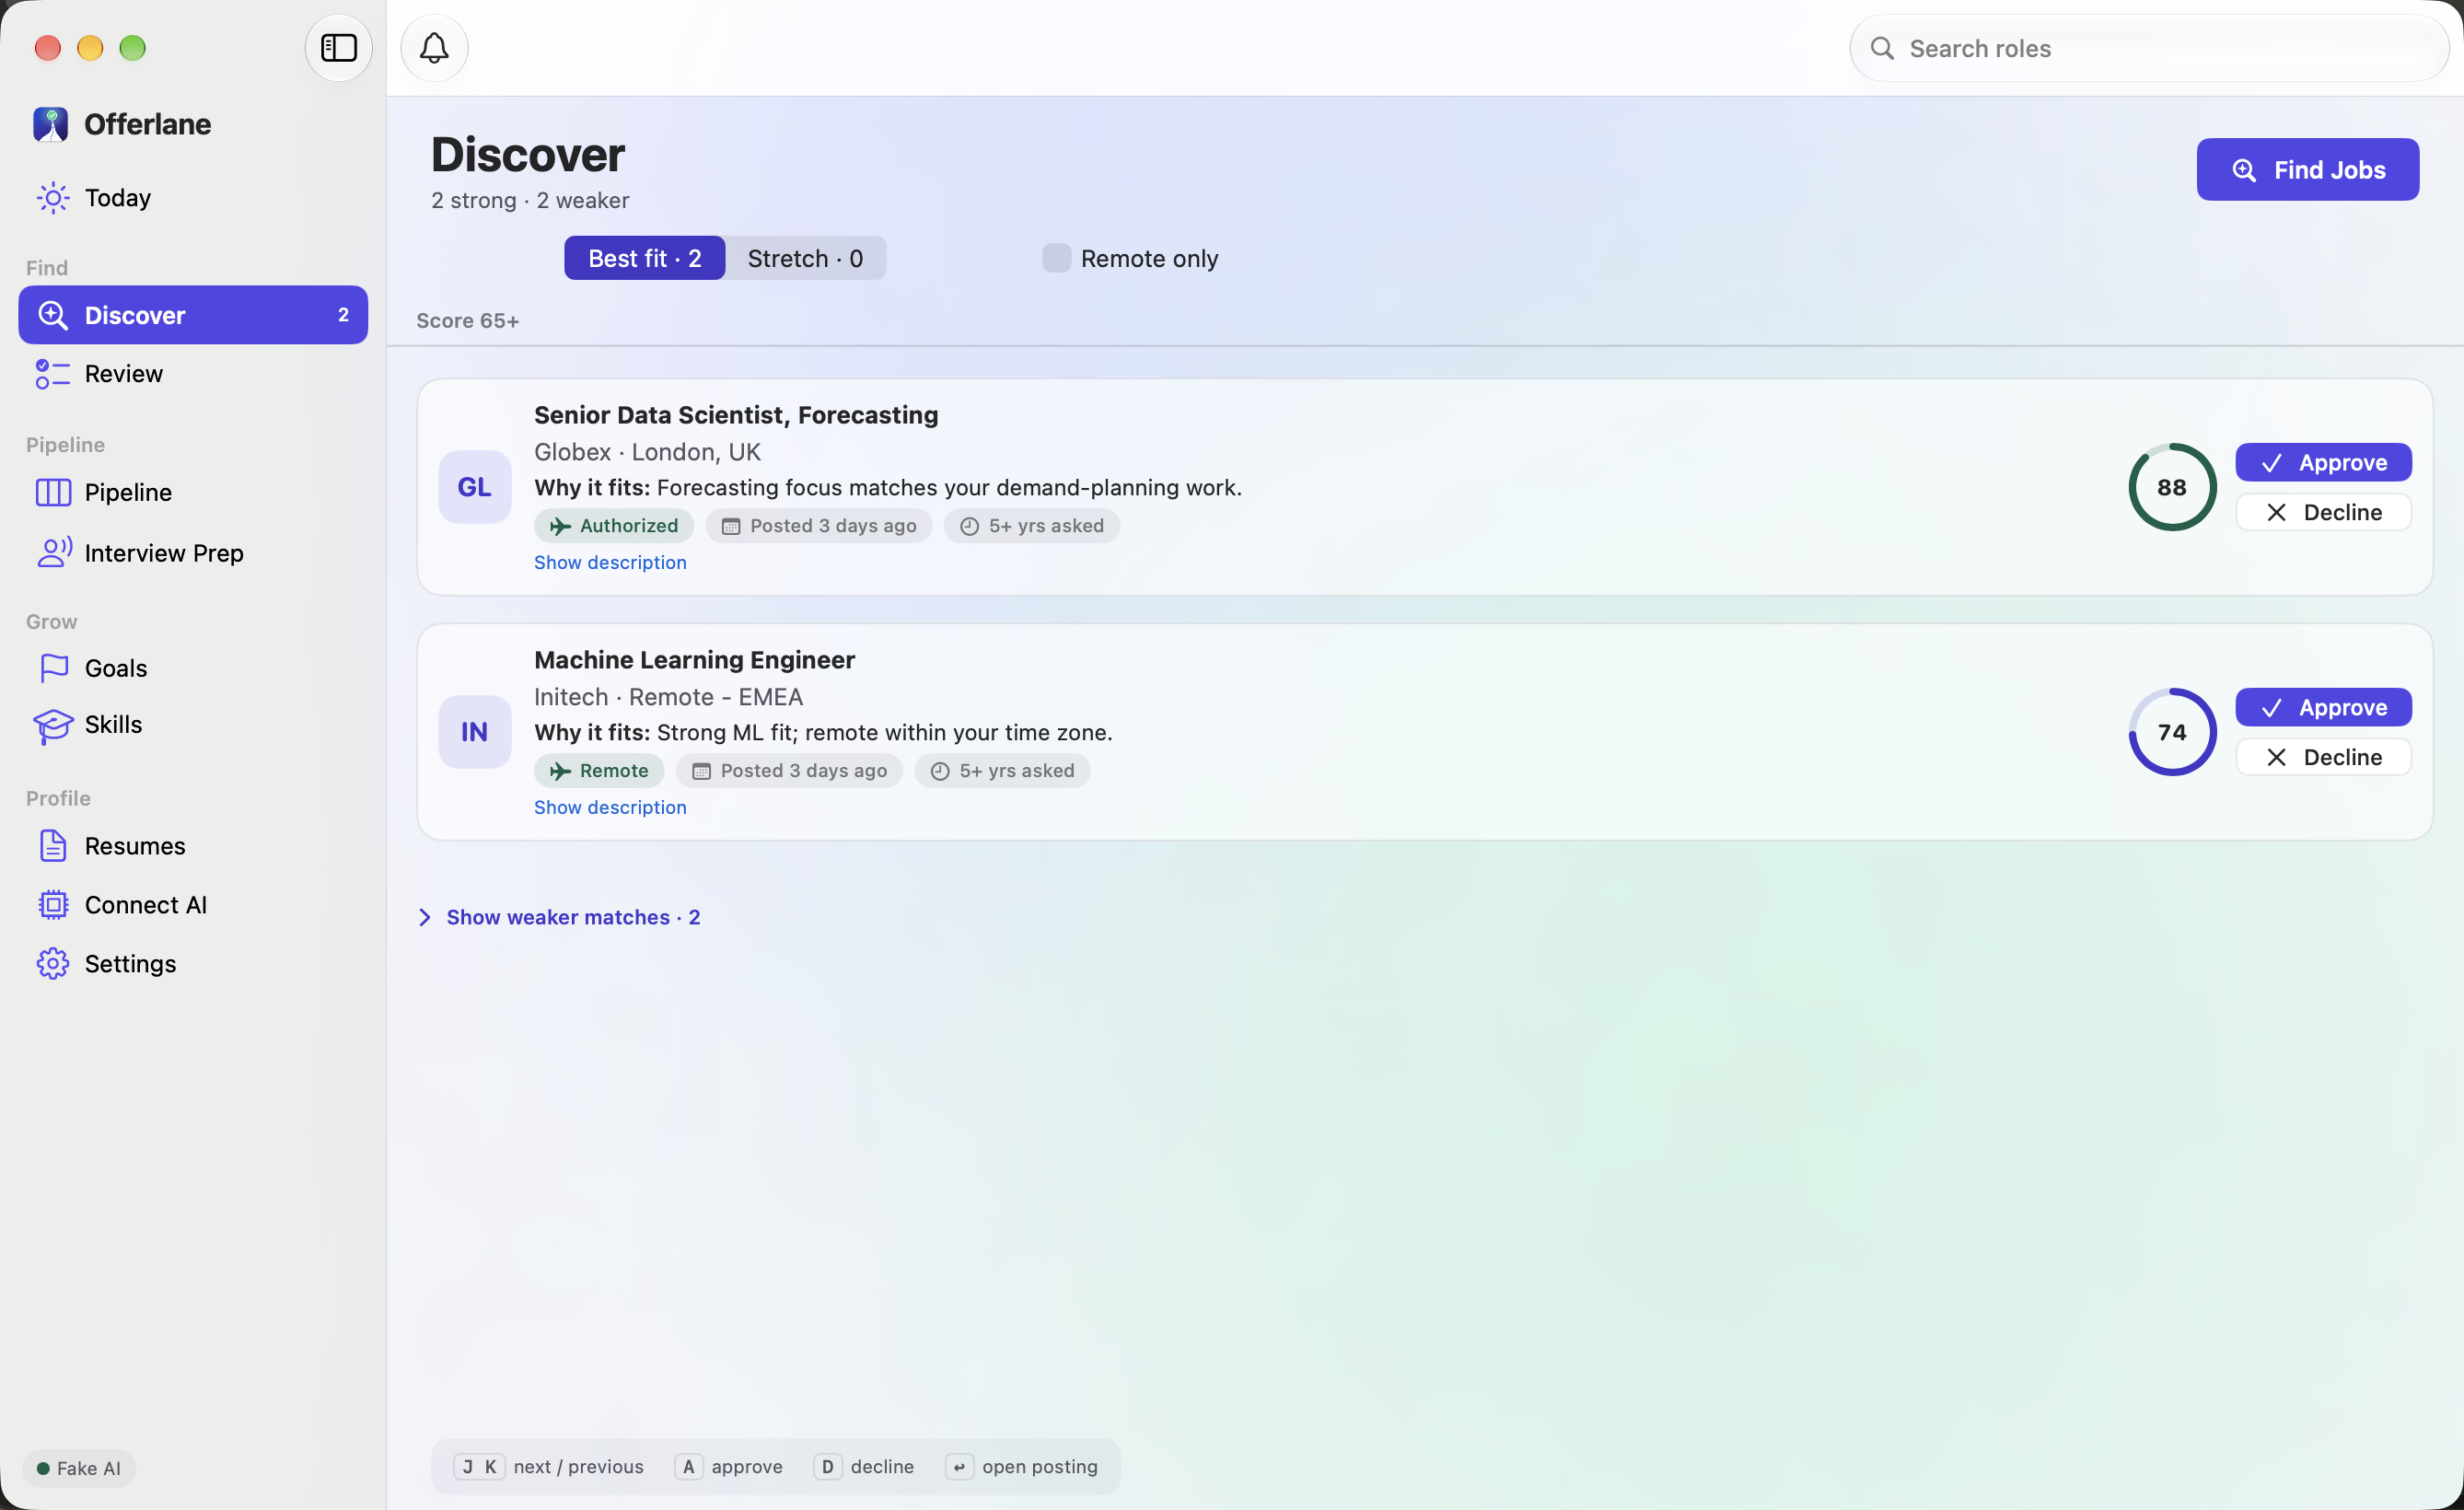 Search roles
Offerlane
Today
Find
Discover 2
Review
Pipeline
Pipeline
Interview Prep
Grow
Goals
Skills
Profile
Resumes
Connect AI
Settings
Fake AI
Discover
2 strong · 2 weaker
Find Jobs
Best fit · 2 Stretch · 0 Remote only
Score 65+
GL
Senior Data Scientist, Forecasting
Globex · London, UK
Why it fits: Forecasting focus matches your demand-planning work.
Authorized Posted 3 days ago 5+ yrs asked
Show description
88
Approve
Decline
IN
Machine Learning Engineer
Initech · Remote - EMEA
Why it fits: Strong ML fit; remote within your time zone.
Remote Posted 3 days ago 5+ yrs asked
Show description
74
Approve
Decline
Show weaker matches · 2
J K next / previous A approve D decline ↩ open posting